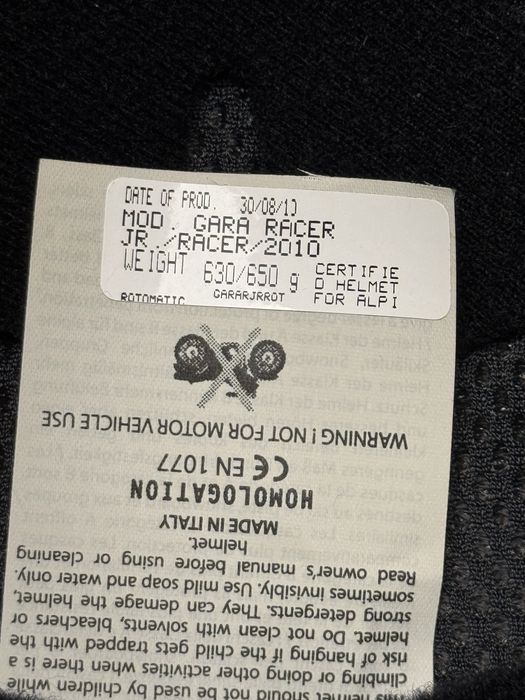 DATE OF PROD. 30/08/10
MOD. GARA RACER
JR./RACER/2010
WEIGHT 630/650 g
ROTOMATIC GARARJRROT
CERTIFIE
D HELMET
FOR ALPI
helmet should not be used by children while
climbing or doing other activities when there is a
risk of hanging if the child gets trapped with the
helmet. Do not clean with solvents, bleachers or
strong detergents. They can damage the helmet,
sometimes invisibly. Use mild soap and water only.
Read owner's manual before using or cleaning
helmet.
MADE IN ITALY
HOMOLOGATION
CE EN 1077
WARNING ! NOT FOR MOTOR VEHICLE USE